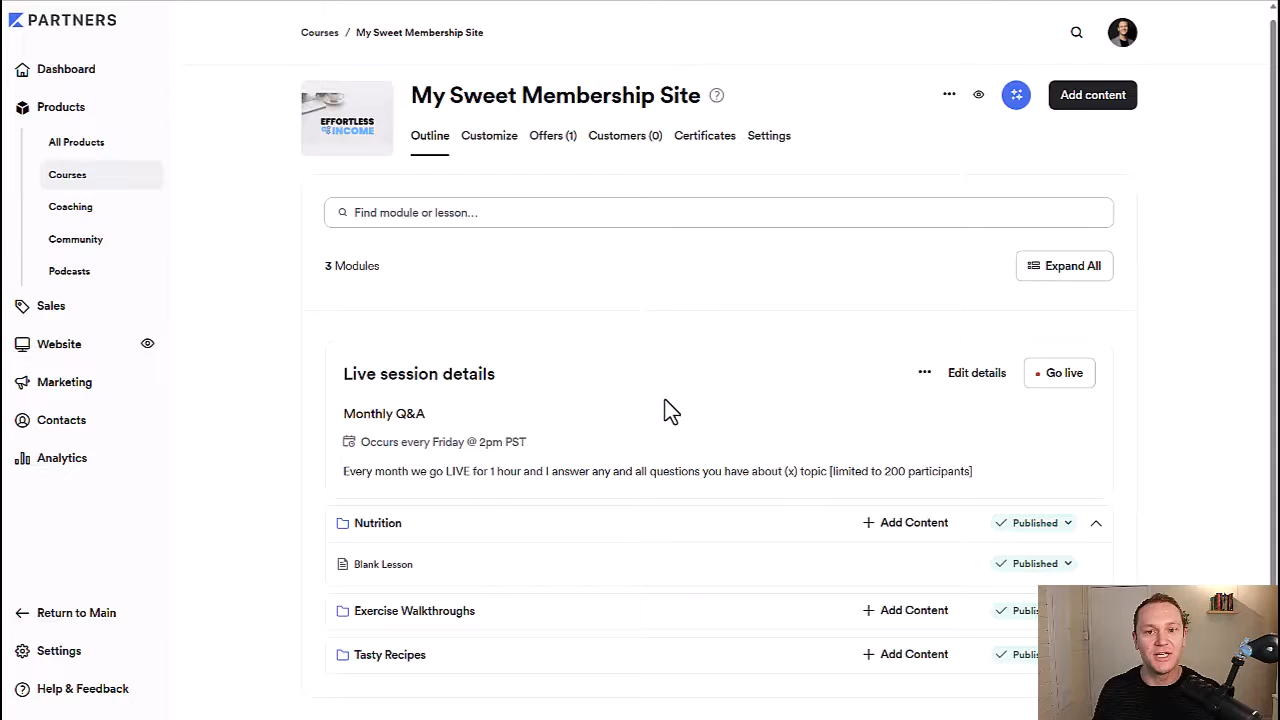 PARTNERS
Courses / My Sweet Membership Site
Dashboard
Products
All Products
Courses
Coaching
Community
Podcasts
Sales
Website
Marketing
Contacts
Analytics
Return to Main
Settings
Help & Feedback
EFFORTLESS
INCOME
My Sweet Membership Site
Add content
Outline Customize Offers (1) Customers (0) Certificates Settings
Find module or lesson...
3 Modules
Expand All
Live session details
Edit details
Go live
Monthly Q&A
Occurs every Friday @ 2pm PST
Every month we go LIVE for 1 hour and I answer any and all questions you have about (x) topic [limited to 200 participants]
Nutrition + Add Content Published
Blank Lesson Published
Exercise Walkthroughs + Add Content Publi
Tasty Recipes + Add Content Publi